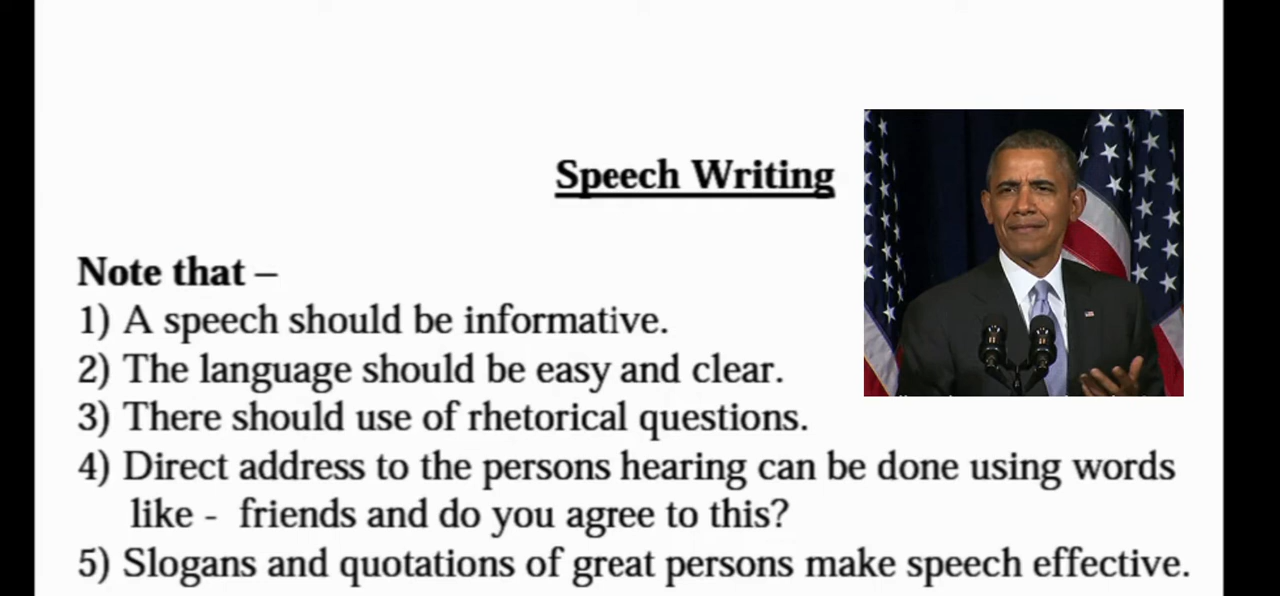 Speech Writing
Note that –
1) A speech should be informative.
2) The language should be easy and clear.
3) There should use of rhetorical questions.
4) Direct address to the persons hearing can be done using words
like - friends and do you agree to this?
5) Slogans and quotations of great persons make speech effective.